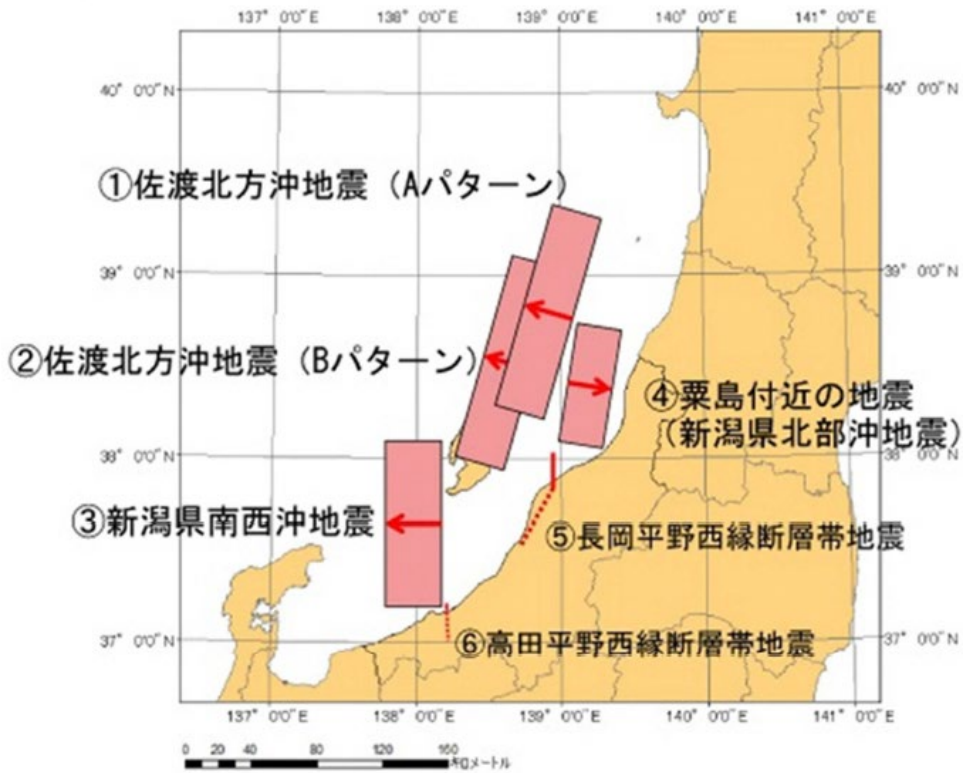 137° 0'0"E 138° 0'0"E 139° 0'0"E 140° 0'0"E 141° 0'0"E
40° 0'0"N 40° 0'0"N
①佐渡北方沖地震（Aパターン）
39° 0'0"N 39° 0'0"N
②佐渡北方沖地震（Bパターン）
④粟島付近の地震
（新潟県北部沖地震）
38° 0'0"N 38° 0'0"N
③新潟県南西沖地震
⑤長岡平野西縁断層帯地震
37° 0'0"N 37° 0'0"N
⑥高田平野西縁断層帯地震
137° 0'0"E 138° 0'0"E 139° 0'0"E 140° 0'0"E 141° 0'0"E
0 20 40 80 120 160
キロメートル